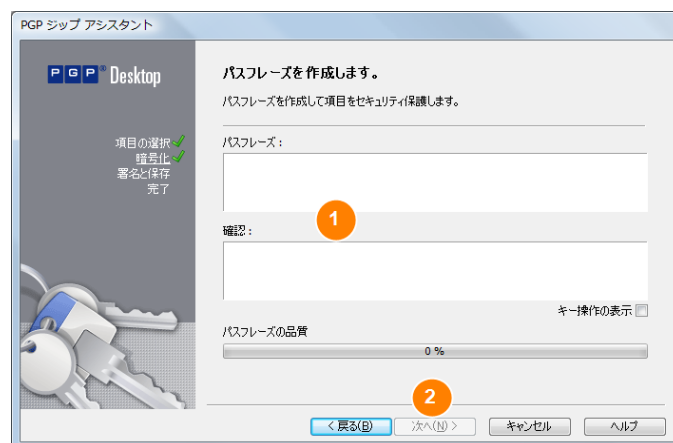 PGP ジップ アシスタント
PGP® Desktop
項目の選択
暗号化
署名と保存
完了
パスフレーズを作成します。
パスフレーズを作成して項目をセキュリティ保護します。
パスフレーズ：
1
確認：
キー操作の表示
パスフレーズの品質
0 %
2
< 戻る(B)
次へ(N) >
キャンセル
ヘルプ